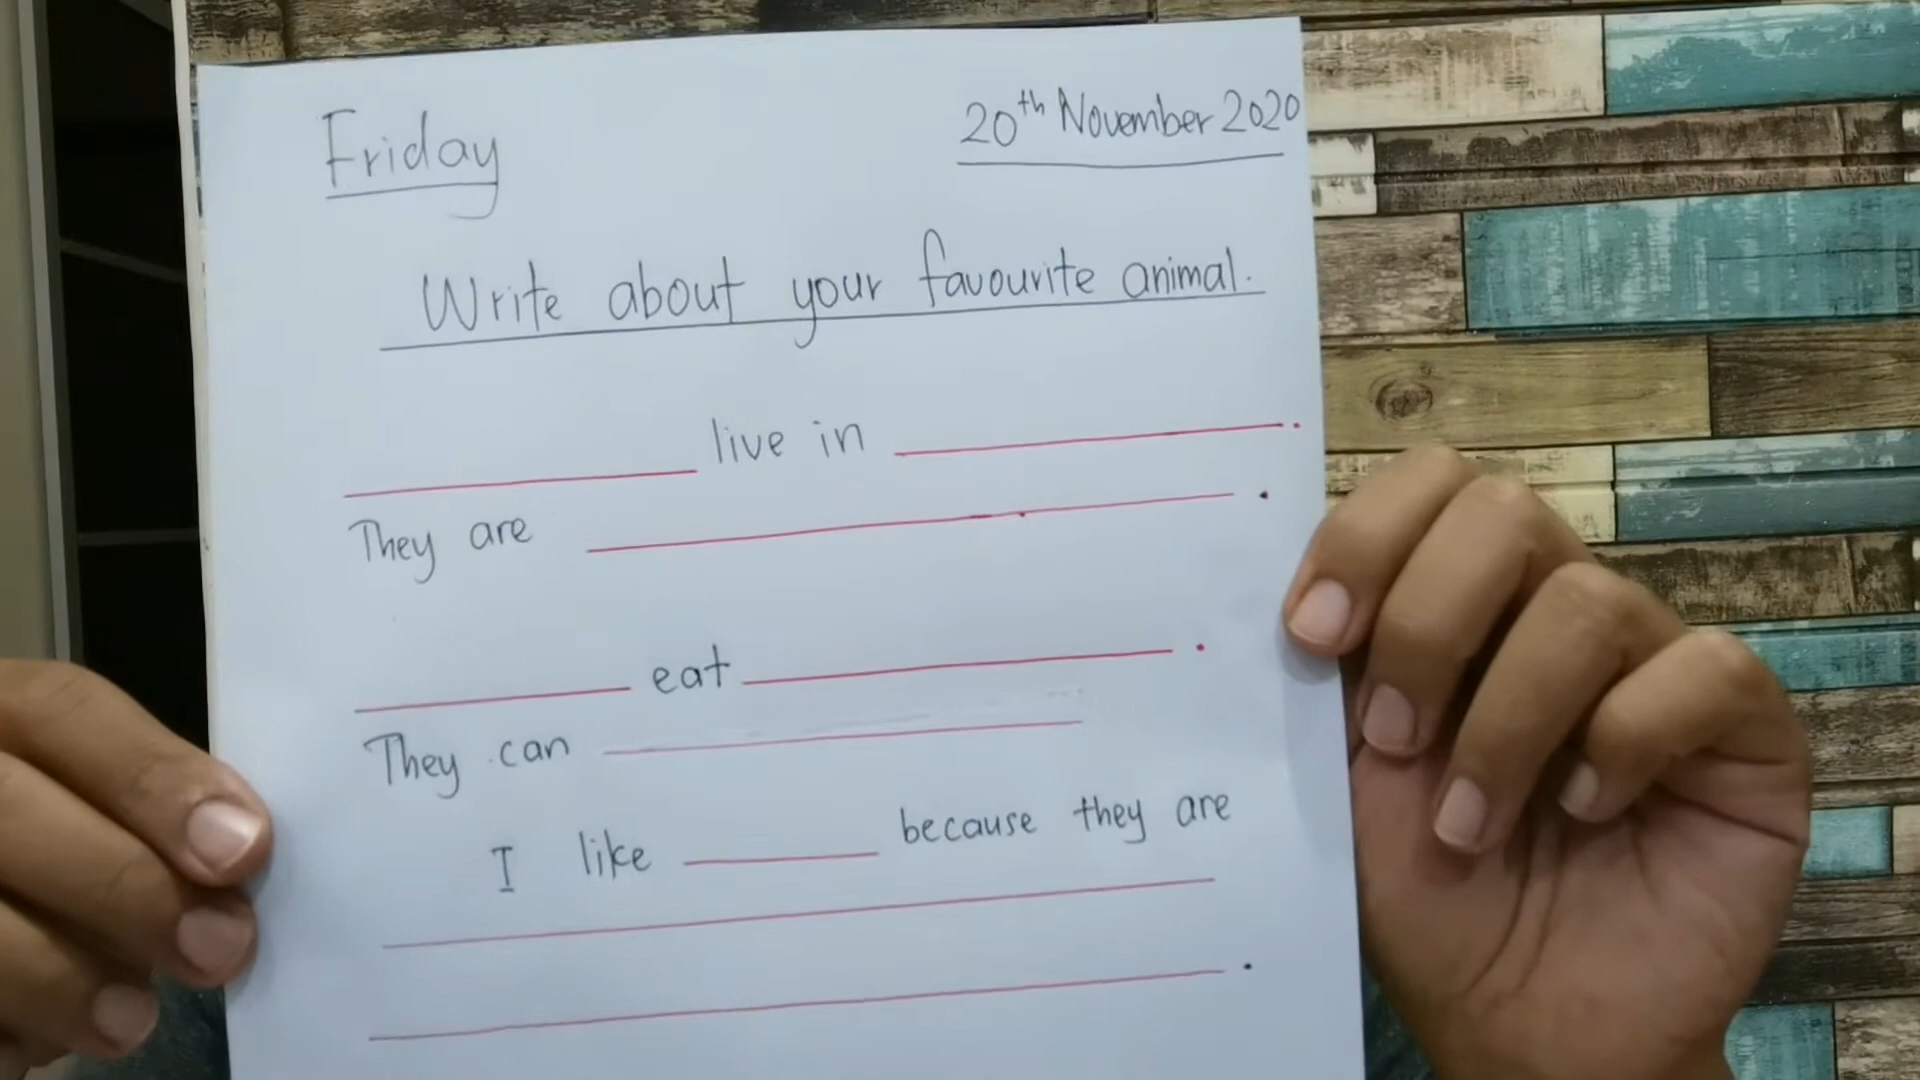 Friday 20th November 2020
Write about your favourite animal.
live in .
They are .
eat .
They can
I like because they are
.